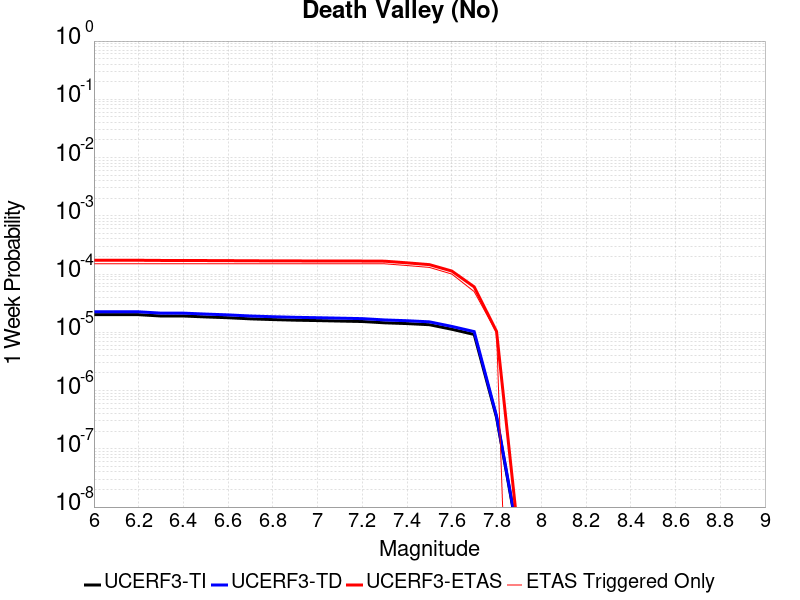 Death Valley (No)
1 Week Probability
10^0
10^-1
10^-2
10^-3
10^-4
10^-5
10^-6
10^-7
10^-8
6 6.2 6.4 6.6 6.8 7 7.2 7.4 7.6 7.8 8 8.2 8.4 8.6 8.8 9
Magnitude
UCERF3-TI UCERF3-TD UCERF3-ETAS ETAS Triggered Only